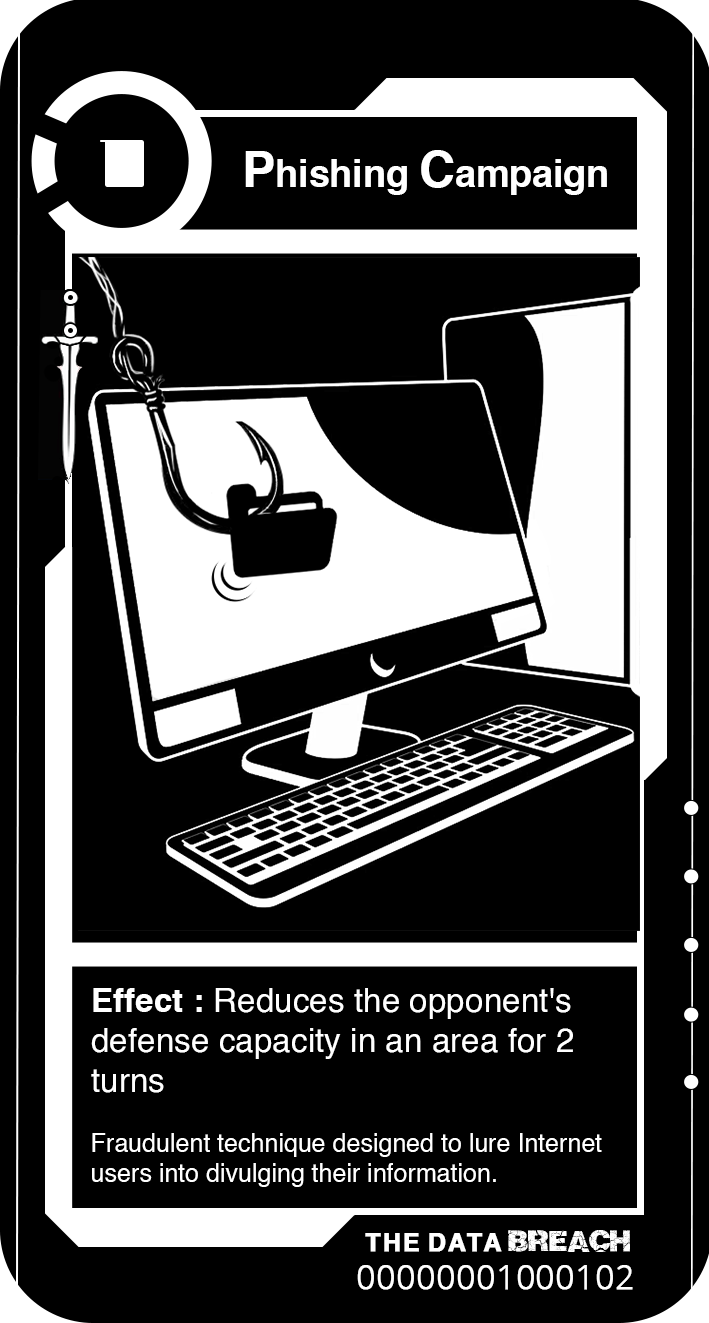 Phishing Campaign
Effect : Reduces the opponent's
defense capacity in an area for 2
turns
Fraudulent technique designed to lure Internet
users into divulging their information.
THE DATA BREACH
00000001000102